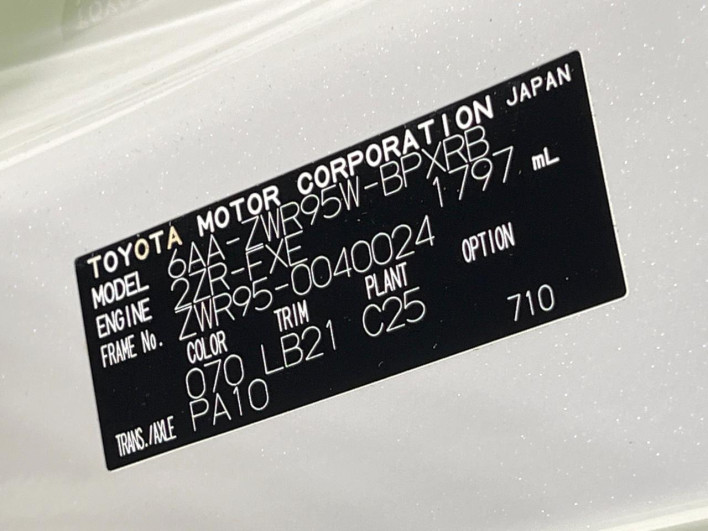 TOYOTA MOTOR CORPORATION JAPAN
MODEL 6AA-ZWR95W-BPXRB
ENGINE 2ZR-FXE 1797 mL
FRAME No. ZWR95-0040024
COLOR TRIM PLANT OPTION
070 LB21 C25 710
TRANS./AXLE PA10